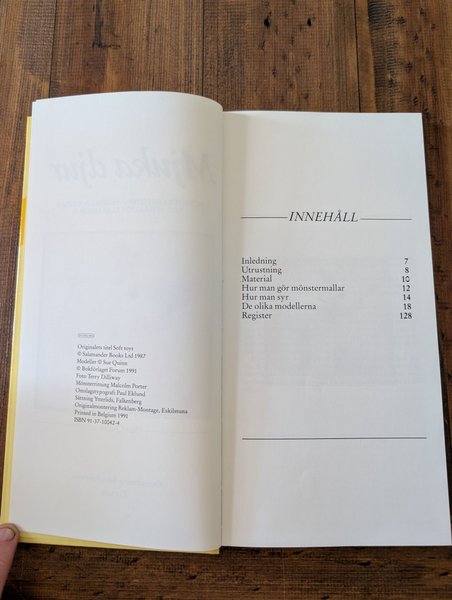 Originalets titel Soft toys
© Salamander Books Ltd 1987
Modeller © Sue Quinn
© Bokförlaget Forum 1991
Foto Terry Dilliway
Mönsterritning Malcolm Porter
Omslagstypografi Paul Eklund
Sättning Ytterlids, Falkenberg
Originalmontering Reklam-Montage, Eskilstuna
Printed in Belgium 1991
ISBN 91-37-10042-4
INNEHÅLL
Inledning 7
Utrustning 8
Material 10
Hur man gör mönstermallar 12
Hur man syr 14
De olika modellerna 18
Register 128